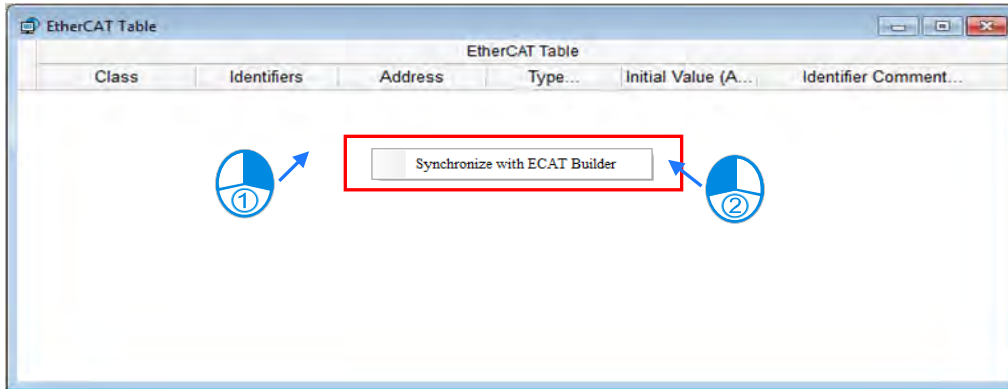 EtherCAT Table
EtherCAT Table
Class Identifiers Address Type... Initial Value (A... Identifier Comment...
Synchronize with ECAT Builder
① ②